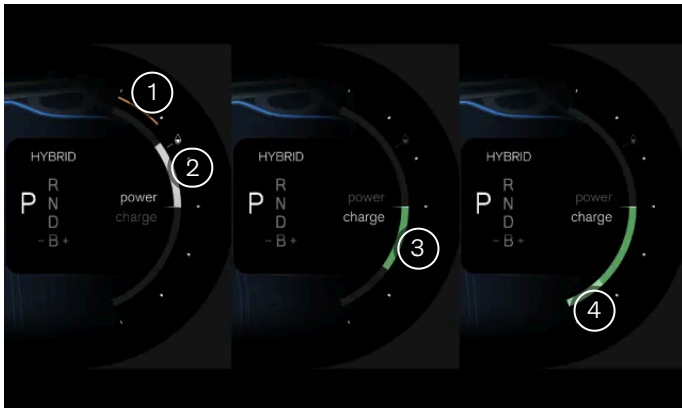 1
2
HYBRID
P
R
N
D
- B +
power
charge
3
HYBRID
P
R
N
D
- B +
power
charge
4
HYBRID
P
R
N
D
- B +
power
charge